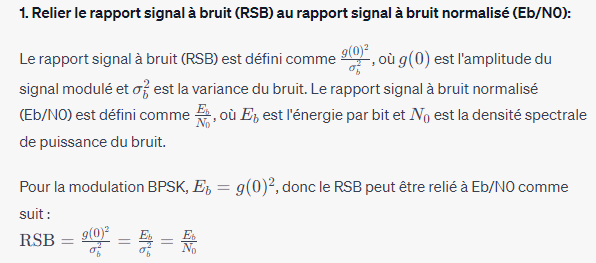 1. Relier le rapport signal à bruit (RSB) au rapport signal à bruit normalisé (Eb/N0):
Le rapport signal à bruit (RSB) est défini comme $\frac{g(0)^2}{\sigma_b^2}$, où $g(0)$ est l'amplitude du
signal modulé et $\sigma_b^2$ est la variance du bruit. Le rapport signal à bruit normalisé
(Eb/N0) est défini comme $\frac{E_b}{N_0}$, où $E_b$ est l'énergie par bit et $N_0$ est la densité spectrale
de puissance du bruit.
Pour la modulation BPSK, $E_b = g(0)^2$, donc le RSB peut être relié à Eb/N0 comme
suit :
$\mathrm{RSB} = \frac{g(0)^2}{\sigma_b^2} = \frac{E_b}{\sigma_b^2} = \frac{E_b}{N_0}$